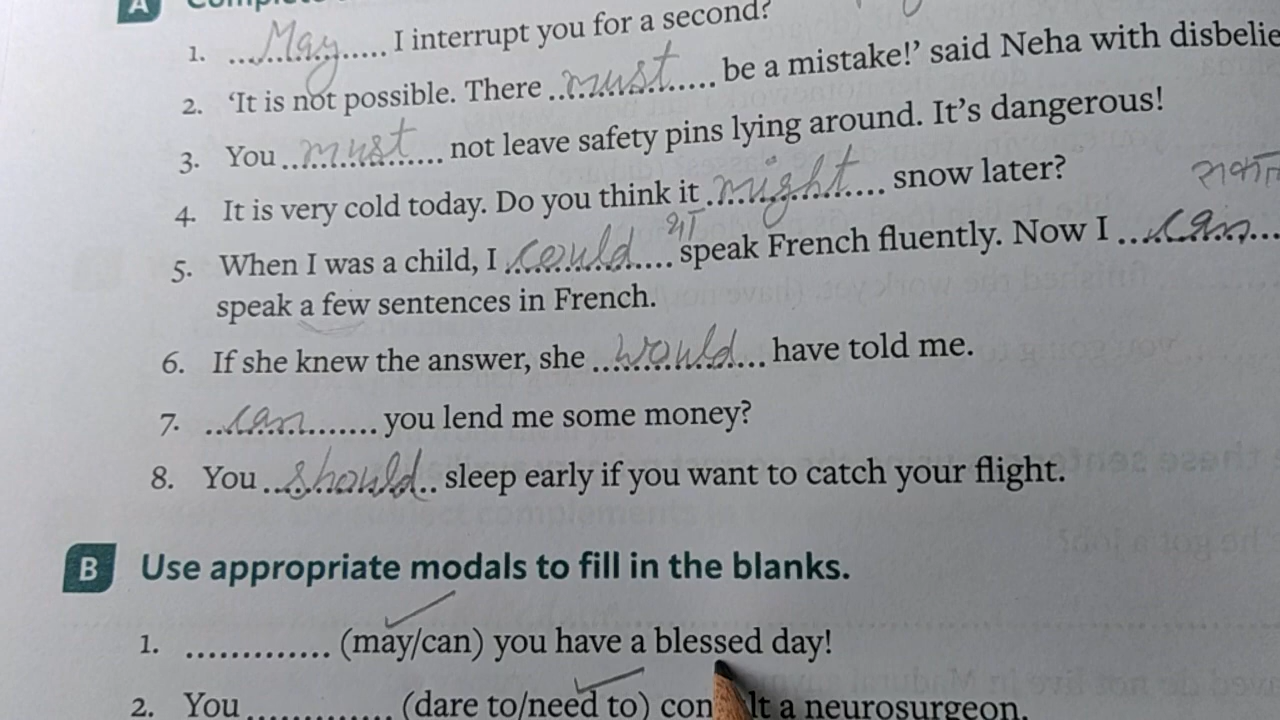 A
1. May I interrupt you for a second?
2. ‘It is not possible. There must be a mistake!’ said Neha with disbelie
3. You must not leave safety pins lying around. It’s dangerous!
4. It is very cold today. Do you think it might snow later?
था
5. When I was a child, I could speak French fluently. Now I can
speak a few sentences in French.
6. If she knew the answer, she would have told me.
7. can you lend me some money?
8. You should sleep early if you want to catch your flight.
B Use appropriate modals to fill in the blanks.
1. ............. (may/can) you have a blessed day!
2. You ............. (dare to/need to) con lt a neurosurgeon.